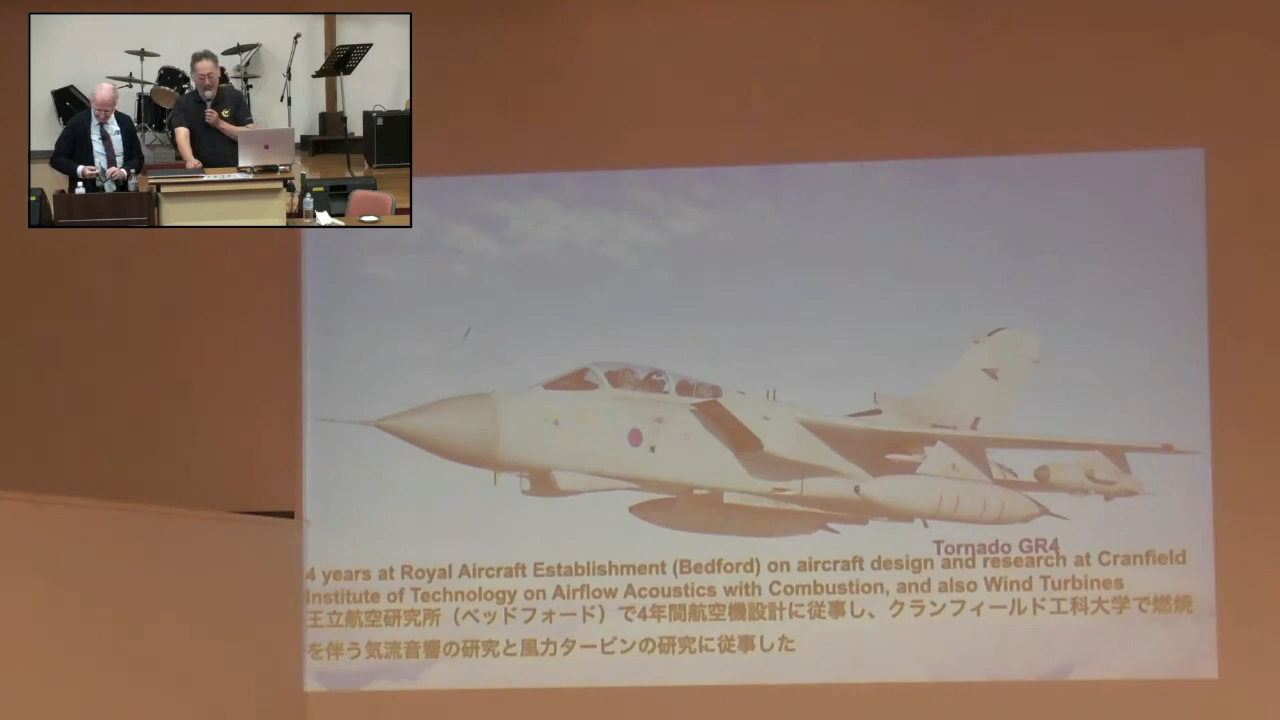 Tornado GR4
4 years at Royal Aircraft Establishment (Bedford) on aircraft design and research at Cranfield
Institute of Technology on Airflow Acoustics with Combustion, and also Wind Turbines
王立航空研究所（ベッドフォード）で4年間航空機設計に従事し、クランフィールド工科大学で燃焼
を伴う気流音響の研究と風力タービンの研究に従事した